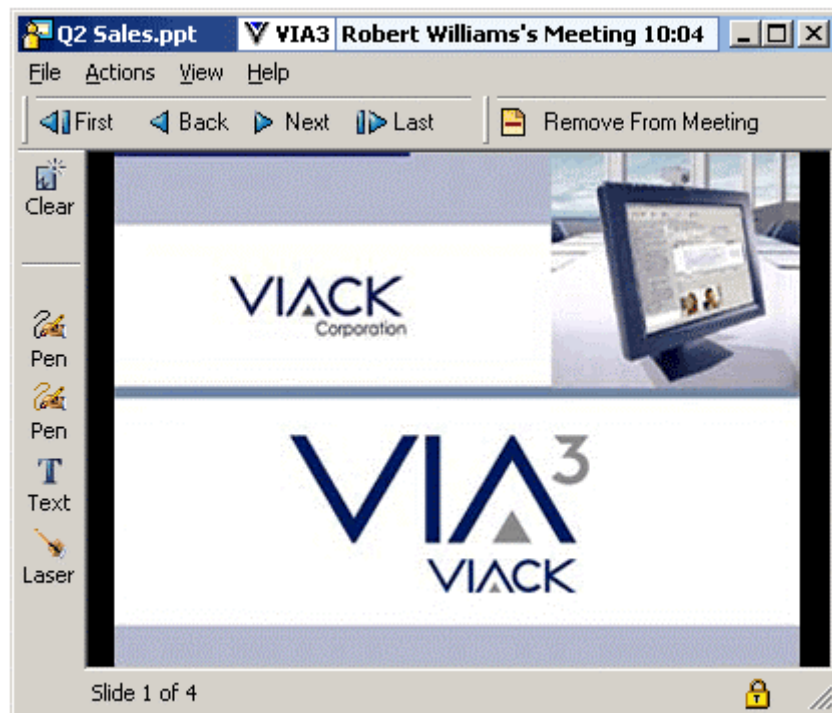 Q2 Sales.ppt VIA3 Robert Williams's Meeting 10:04
File Actions View Help
First Back Next Last Remove From Meeting
Clear
VIACK
Corporation
Pen
Pen
Text
Laser
VIA3
VIACK
Slide 1 of 4